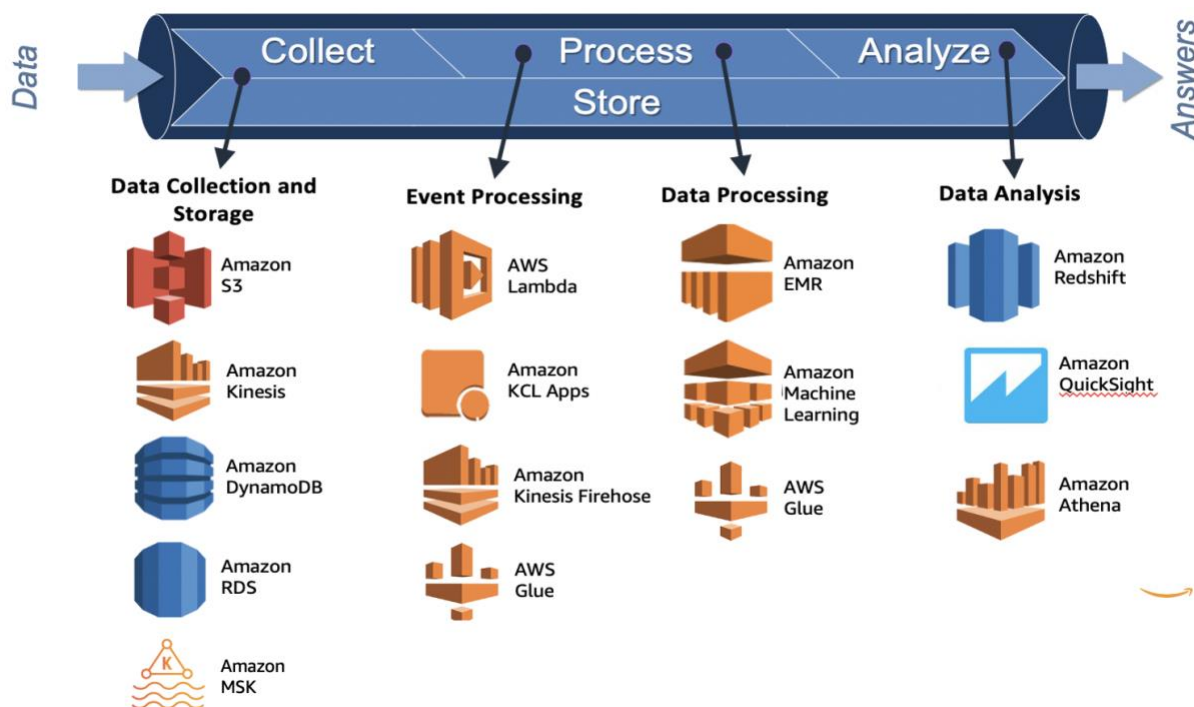 Data
Collect
Process
Analyze
Store
Answers
Data Collection and
Storage
Amazon
S3
Amazon
Kinesis
Amazon
DynamoDB
Amazon
RDS
K
Amazon
MSK
Event Processing
AWS
Lambda
Amazon
KCL Apps
Amazon
Kinesis Firehose
AWS
Glue
Data Processing
Amazon
EMR
Amazon
Machine
Learning
AWS
Glue
Data Analysis
Amazon
Redshift
Amazon
QuickSight
Amazon
Athena